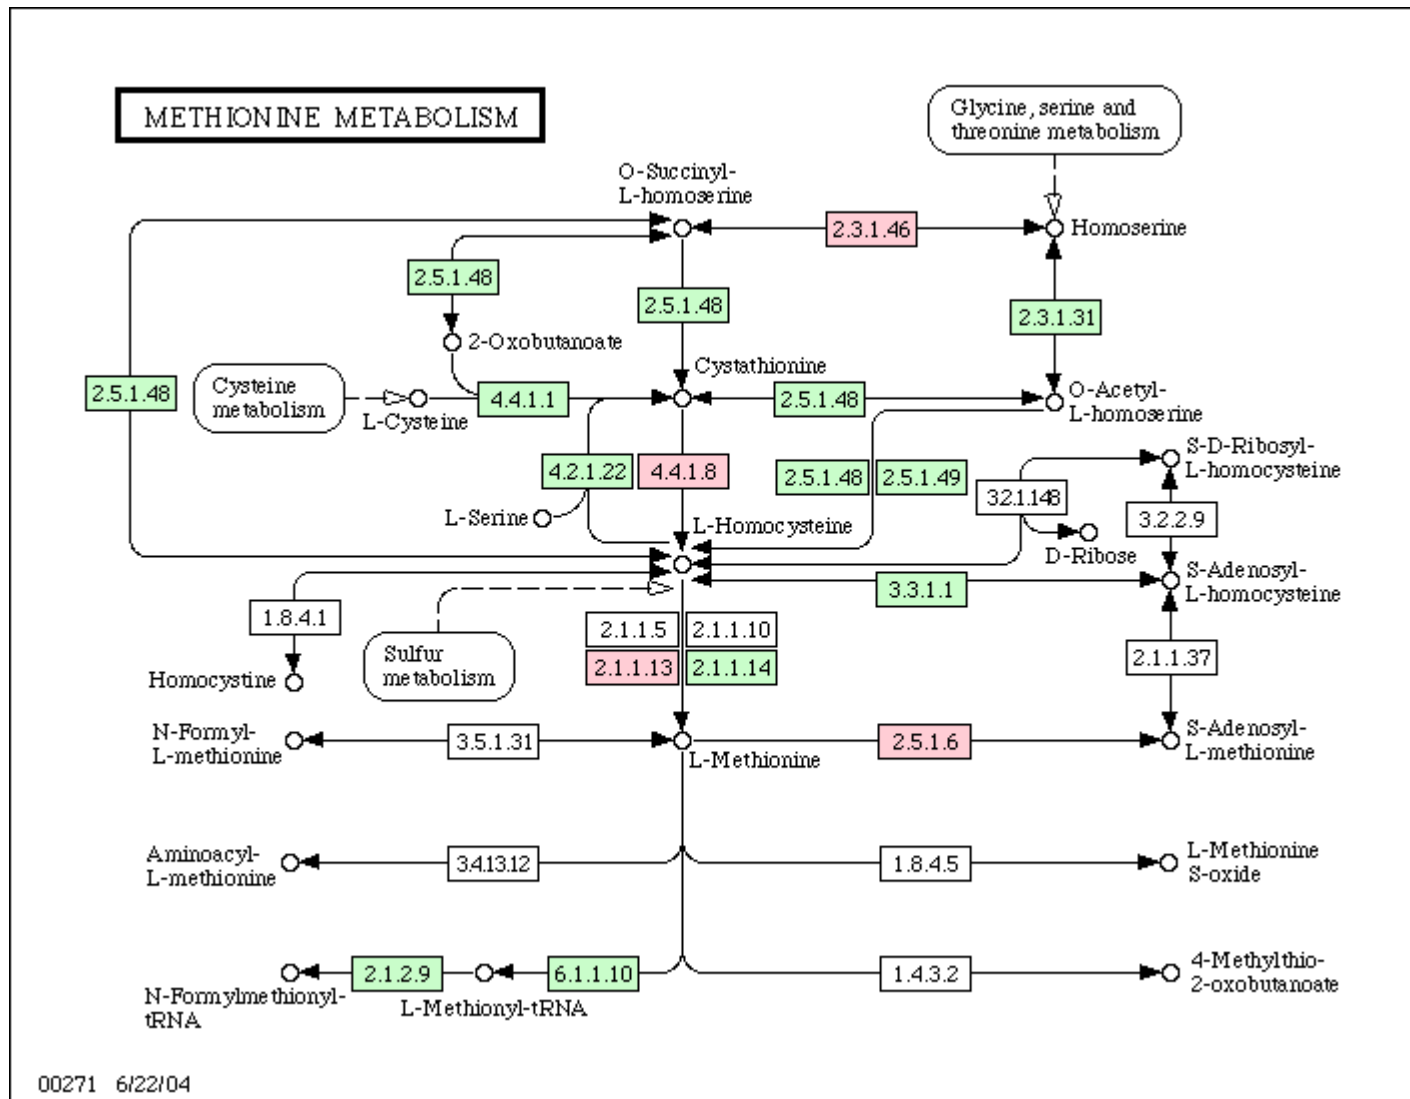 METHIONINE METABOLISM
Glycine, serine and
threonine metabolism
O-Succinyl-
L-homoserine
2.3.1.46
Homoserine
2.5.1.48
2.5.1.48
2.3.1.31
2-Oxobutanoate
Cystathionine
2.5.1.48
Cysteine
metabolism
L-Cysteine
4.4.1.1
2.5.1.48
O-Acetyl-
L-homoserine
4.2.1.22
4.4.1.8
2.5.1.48
2.5.1.49
S-D-Ribosyl-
L-homocysteine
3.2.1.148
L-Serine
L-Homocysteine
3.2.2.9
D-Ribose
3.3.1.1
S-Adenosyl-
L-homocysteine
1.8.4.1
Sulfur
metabolism
2.1.1.5
2.1.1.10
2.1.1.13
2.1.1.14
2.1.1.37
Homocystine
N-Formyl-
L-methionine
3.5.1.31
L-Methionine
2.5.1.6
S-Adenosyl-
L-methionine
Aminoacyl-
L-methionine
3.4.13.12
1.8.4.5
L-Methionine
S-oxide
N-Formylmethionyl-
tRNA
2.1.2.9
L-Methionyl-tRNA
6.1.1.10
1.4.3.2
4-Methylthio-
2-oxobutanoate
00271 6/22/04